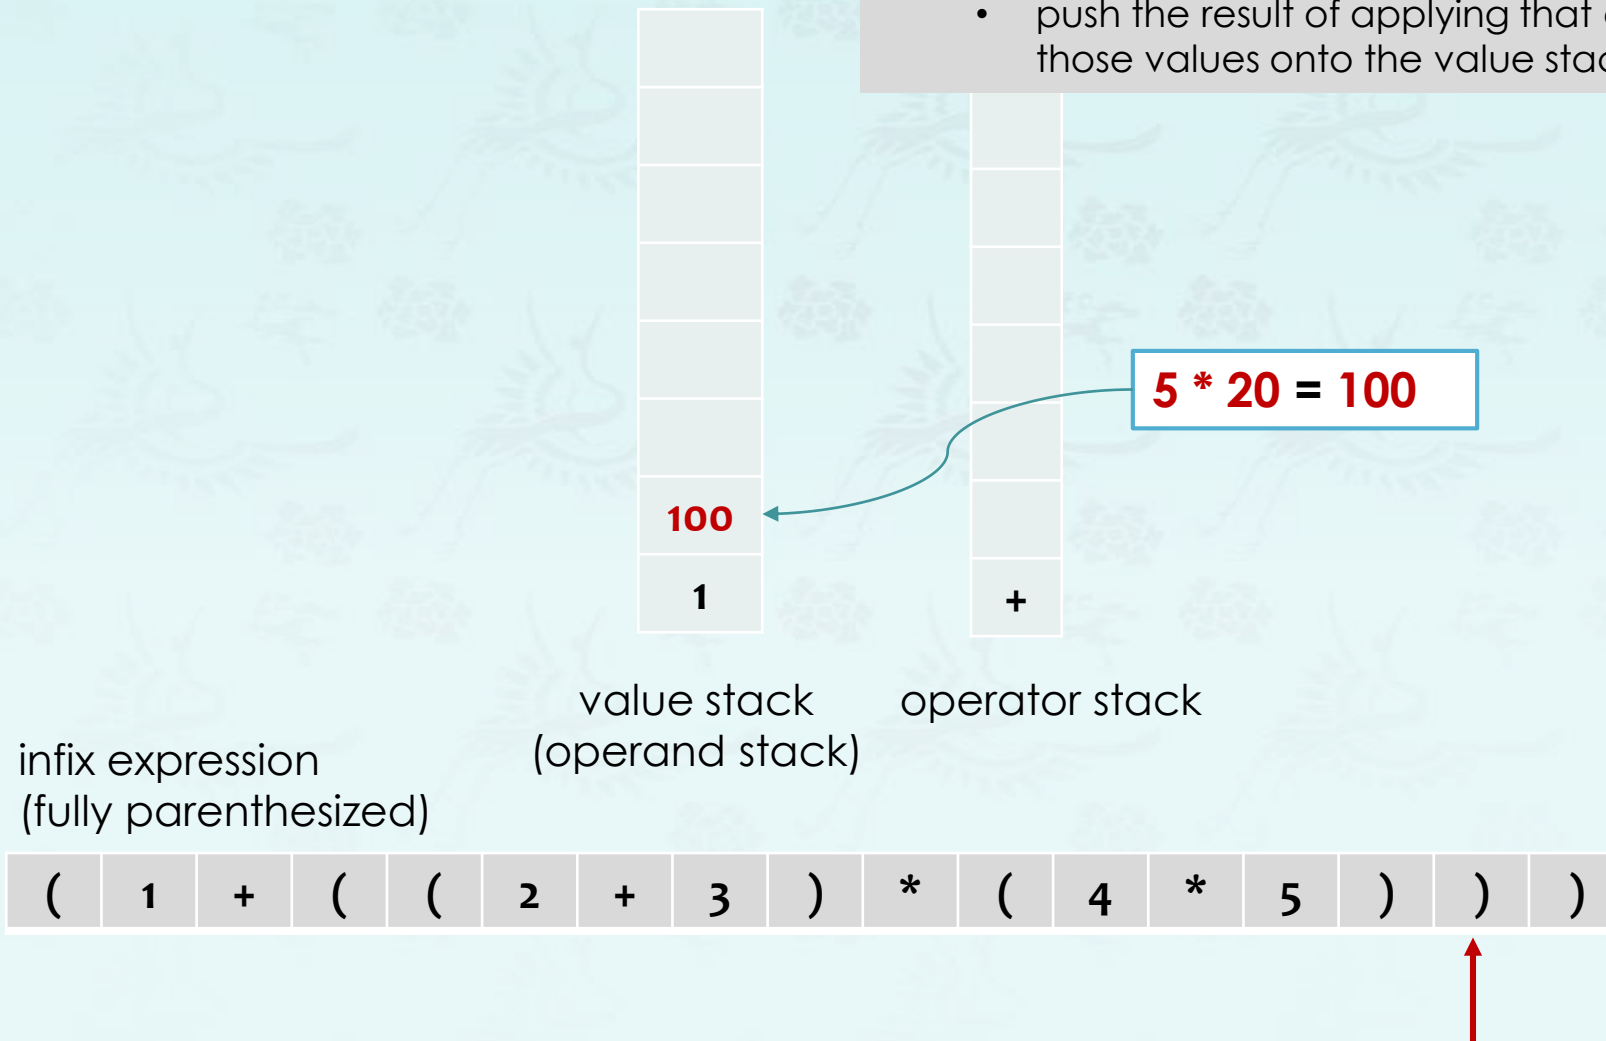 • push the result of applying that
those values onto the value
5 * 20 = 100
100
1
+
value stack
(operand stack)
operator stack
infix expression
(fully parenthesized)
( 1 + ( ( 2 + 3 ) * ( 4 * 5 ) ) )